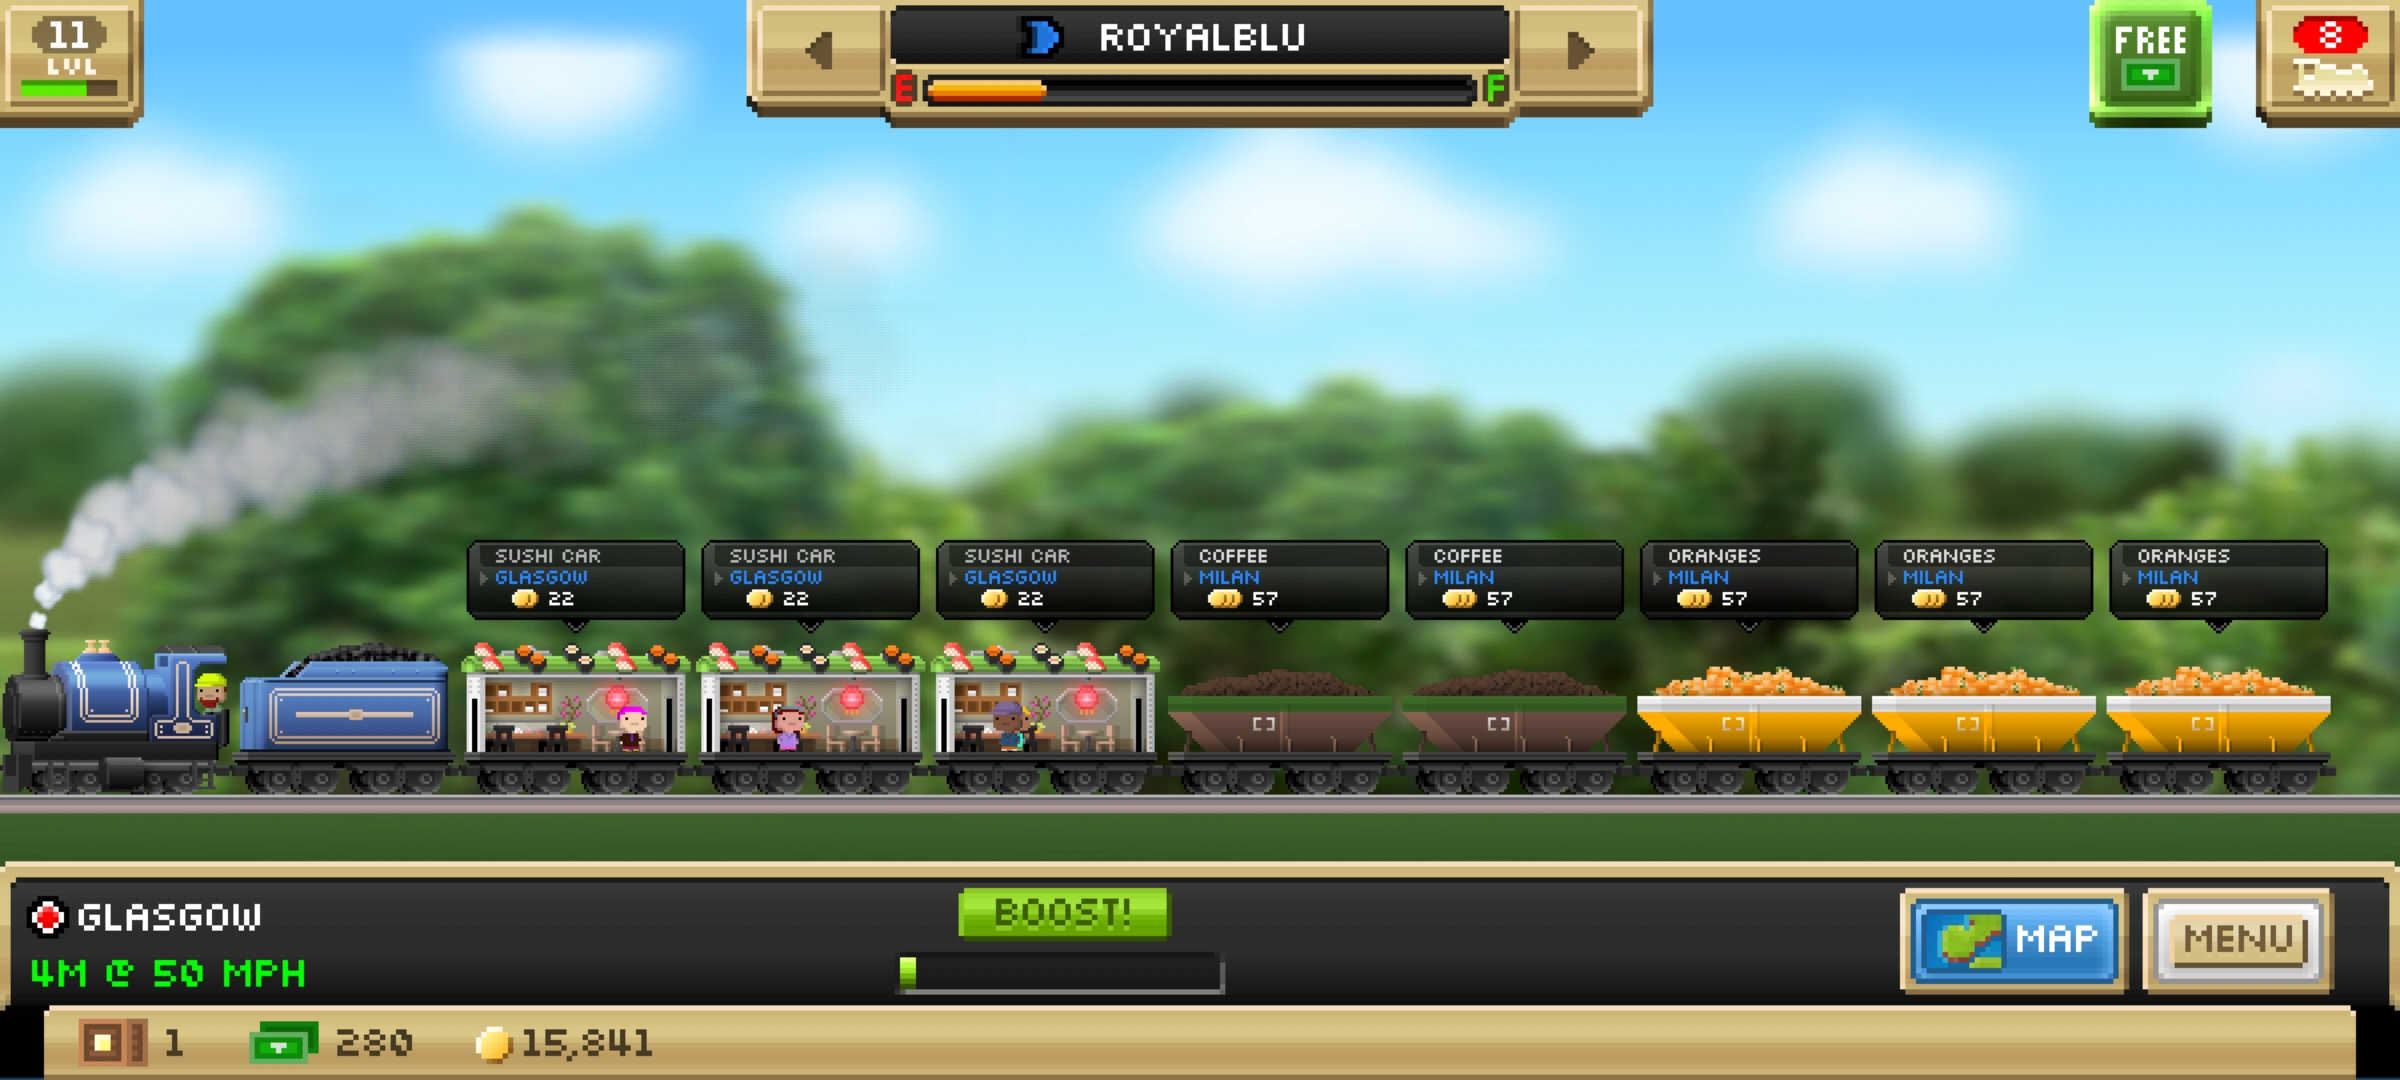 11
LVL
ROYALBLU
E
F
FREE
8
SUSHI CAR
GLASGOW
22
SUSHI CAR
GLASGOW
22
SUSHI CAR
GLASGOW
22
COFFEE
MILAN
57
COFFEE
MILAN
57
ORANGES
MILAN
57
ORANGES
MILAN
57
ORANGES
MILAN
57
GLASGOW
4M @ 50 MPH
BOOST!
MAP
MENU
1
280
15,841